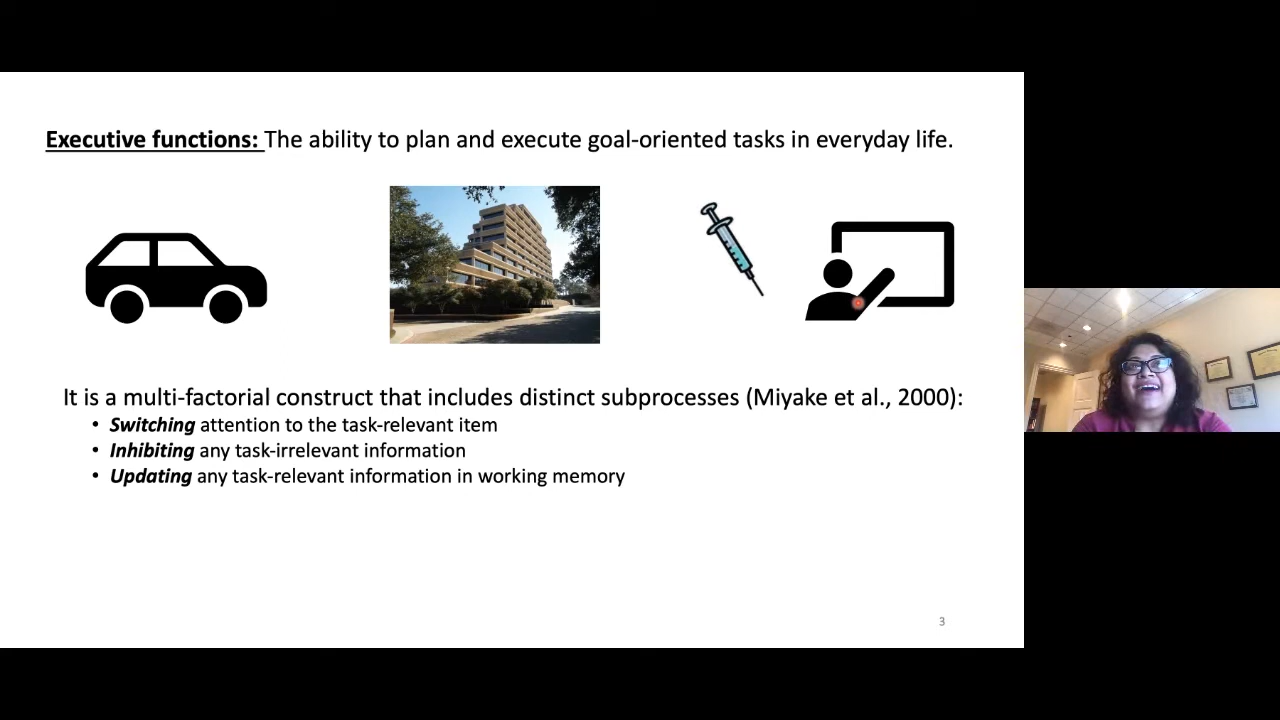 Executive functions: The ability to plan and execute goal-oriented tasks in everyday life.
It is a multi-factorial construct that includes distinct subprocesses (Miyake et al., 2000):
• Switching attention to the task-relevant item
• Inhibiting any task-irrelevant information
• Updating any task-relevant information in working memory
3